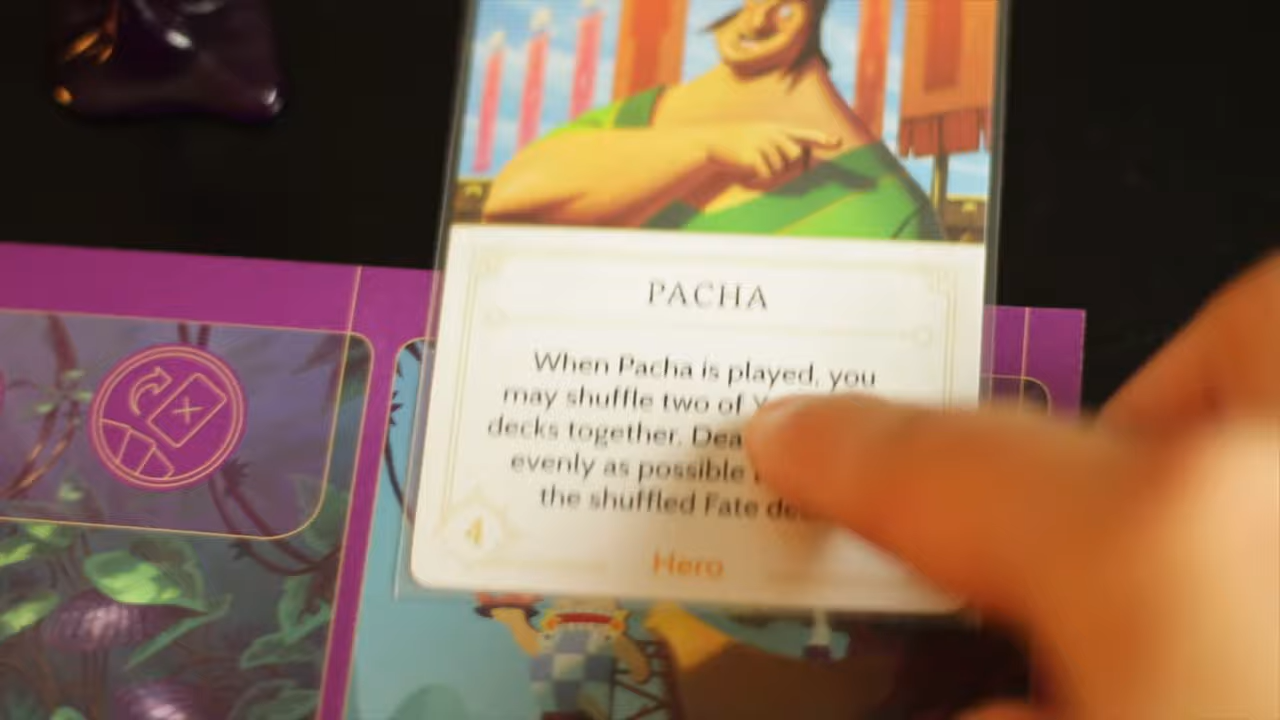 PACHA
When Pacha is played, you
may shuffle two of
decks together.
evenly as possible
the shuffled Fate
4
Hero